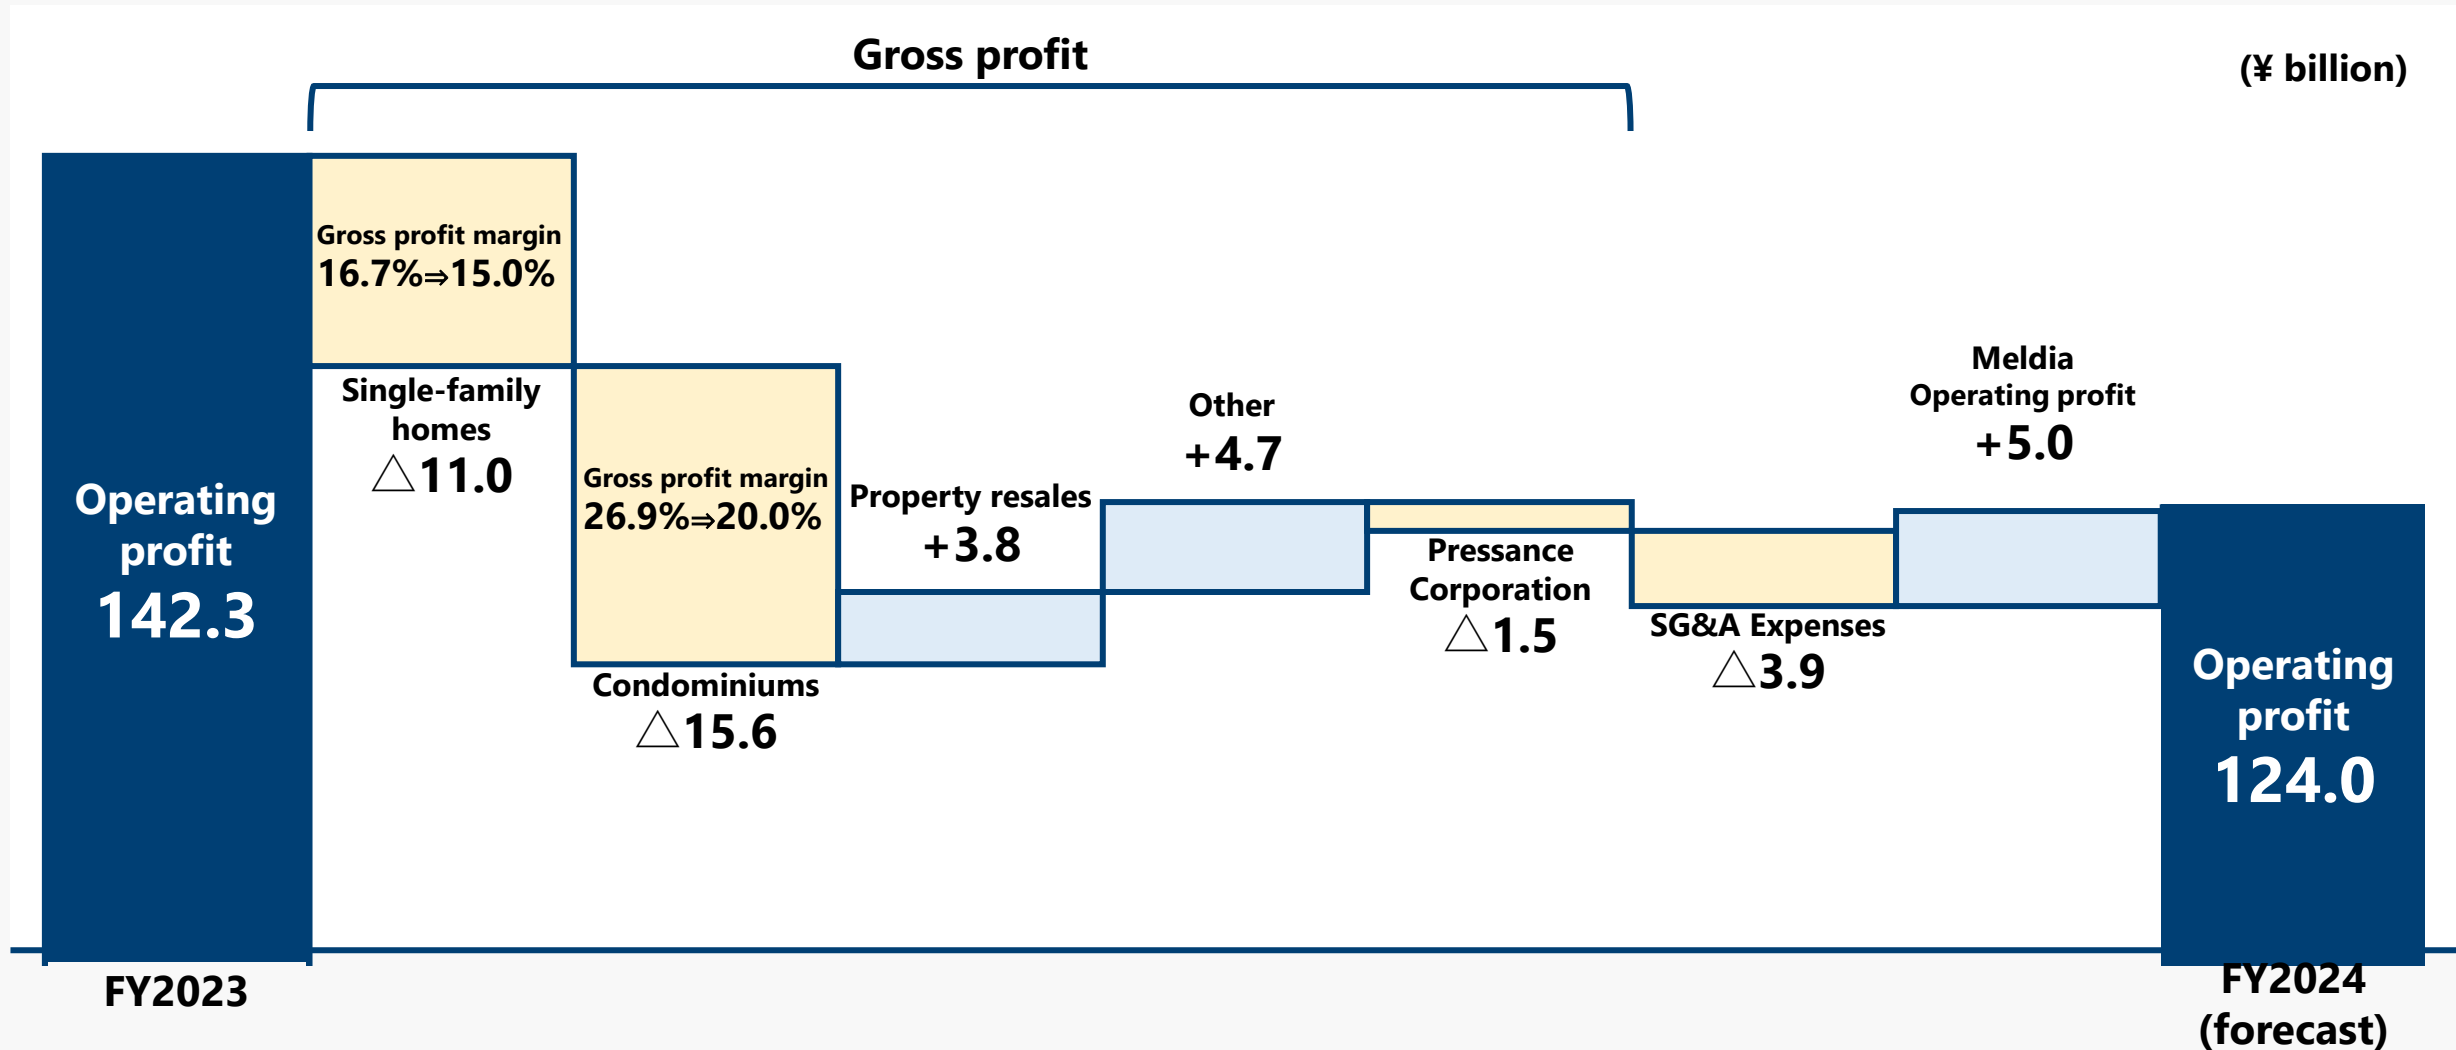 Gross profit
(¥ billion)
Operating
profit
142.3
Gross profit margin
16.7%⇒15.0%
Single-family
homes
△11.0
Gross profit margin
26.9%⇒20.0%
Condominiums
△15.6
Property resales
+3.8
Other
+4.7
Pressance
Corporation
△1.5
SG&A Expenses
△3.9
Meldia
Operating profit
+5.0
Operating
profit
124.0
FY2023
FY2024
(forecast)